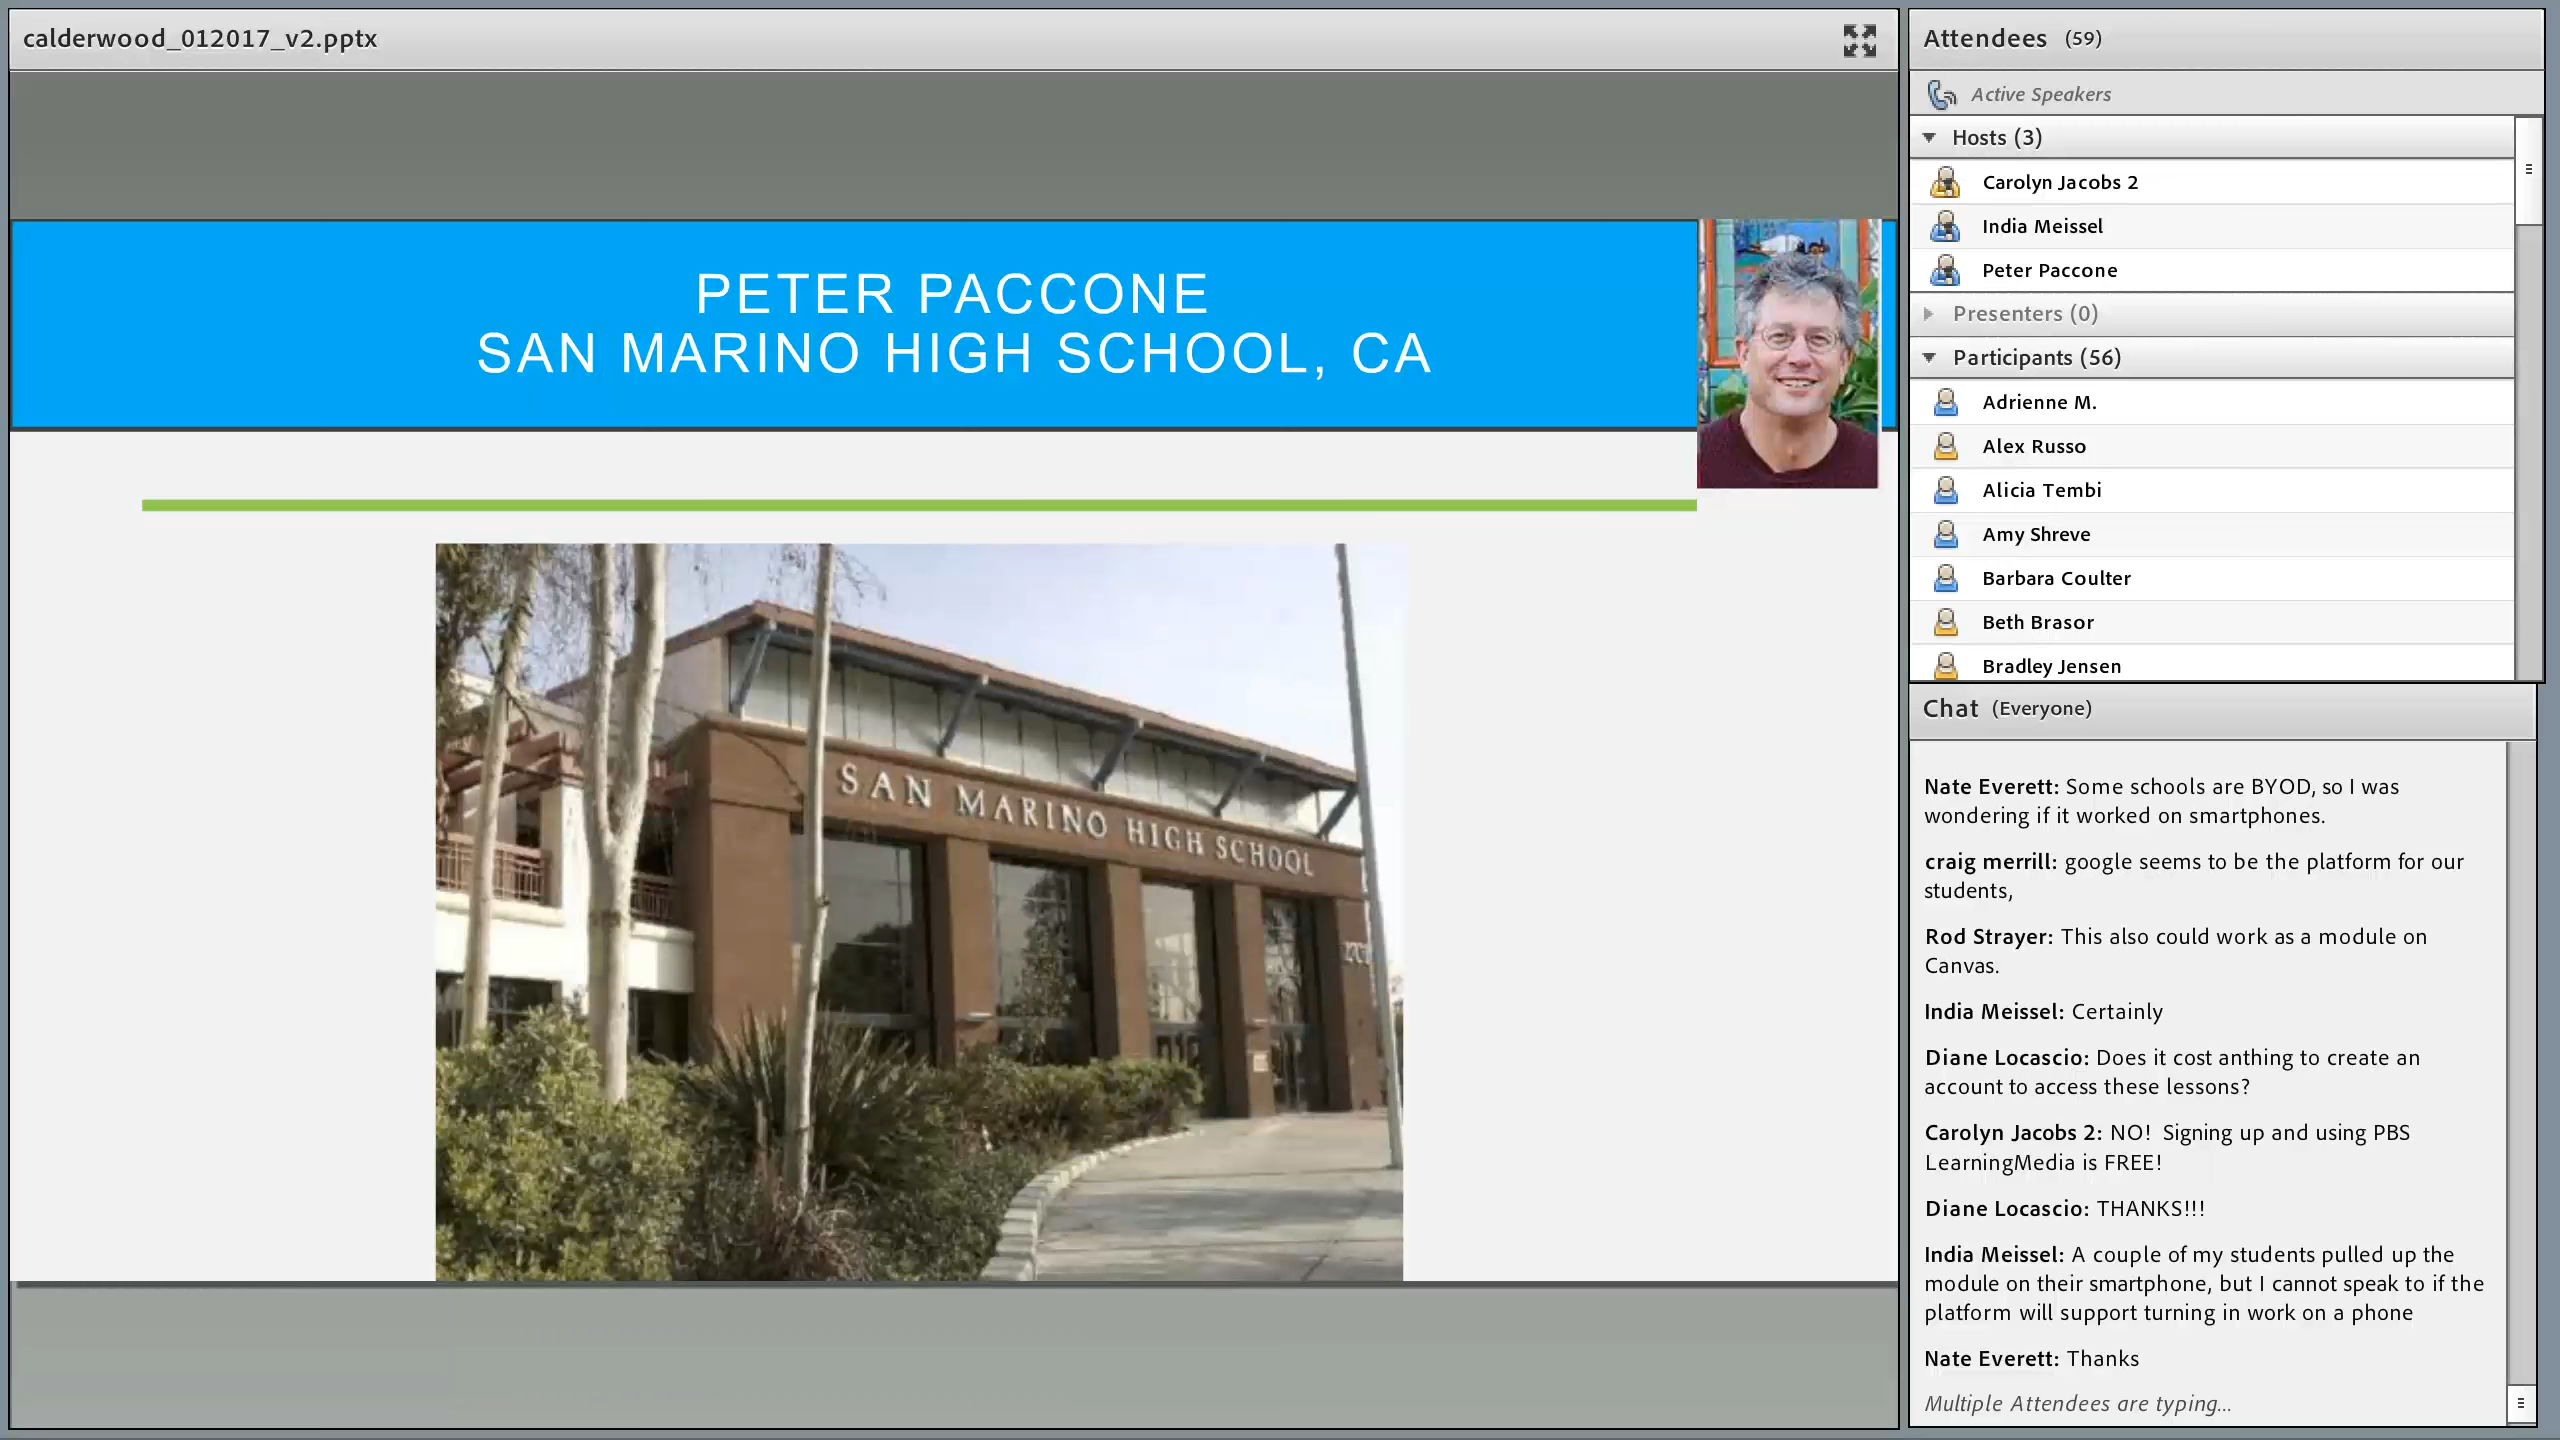 calderwood_012017_v2.pptx
PETER PACCONE
SAN MARINO HIGH SCHOOL, CA
SAN MARINO HIGH SCHOOL
Attendees (59)
Active Speakers
Hosts (3)
Carolyn Jacobs 2
India Meissel
Peter Paccone
Presenters (0)
Participants (56)
Adrienne M.
Alex Russo
Alicia Tembi
Amy Shreve
Barbara Coulter
Beth Brasor
Bradley Jensen
Chat (Everyone)
Nate Everett: Some schools are BYOD, so I was
wondering if it worked on smartphones.
craig merrill: google seems to be the platform for our
students,
Rod Strayer: This also could work as a module on
Canvas.
India Meissel: Certainly
Diane Locascio: Does it cost anthing to create an
account to access these lessons?
Carolyn Jacobs 2: NO!  Signing up and using PBS
LearningMedia is FREE!
Diane Locascio: THANKS!!!
India Meissel: A couple of my students pulled up the
module on their smartphone, but I cannot speak to if the
platform will support turning in work on a phone
Nate Everett: Thanks
Multiple Attendees are typing...